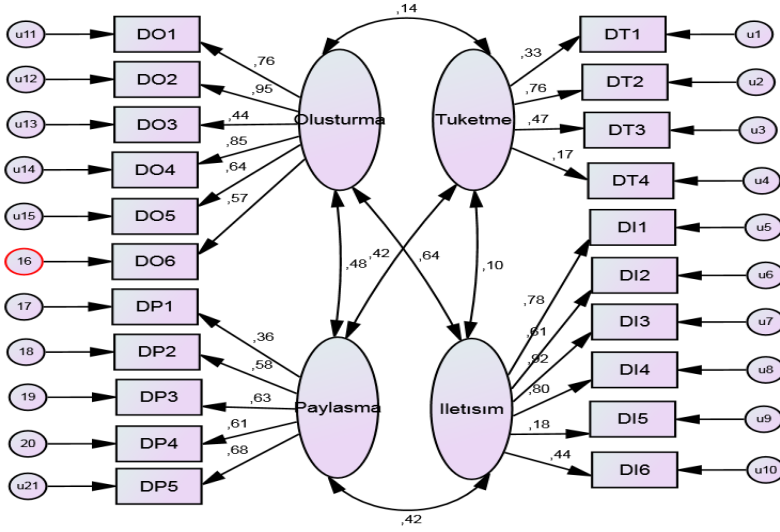 ,14
u11
DO1
,76
u12
DO2
,95
u13
DO3
,44
u14
DO4
,85
u15
DO5
,64
16
DO6
,57
Olusturma
Tuketme
,33
DT1
u1
,76
DT2
u2
,47
DT3
u3
,17
DT4
u4
,48
,42
,64
,10
17
DP1
,36
18
DP2
,58
19
DP3
,63
20
DP4
,61
u21
DP5
,68
Paylasma
Iletısım
,78
DI1
u5
,61
DI2
u6
,92
DI3
u7
,80
DI4
u8
,18
DI5
u9
,44
DI6
u10
,42